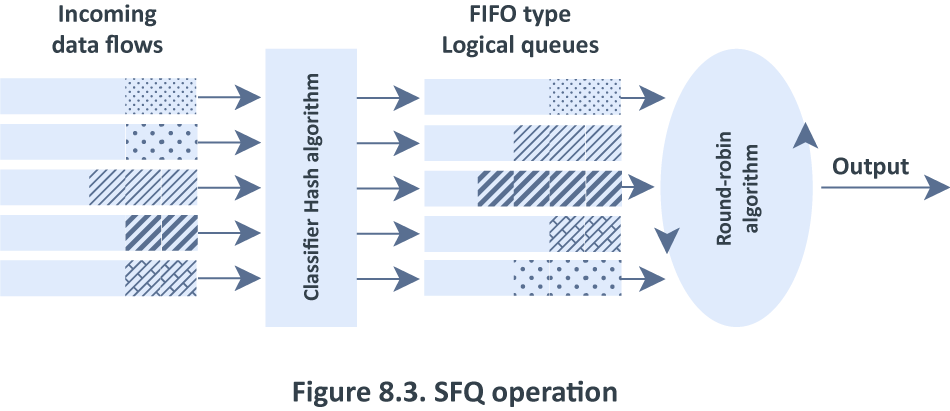 Incoming
data flows
FIFO type
Logical queues
Classifier Hash algorithm
Round-robin
algorithm
Output
Figure 8.3. SFQ operation